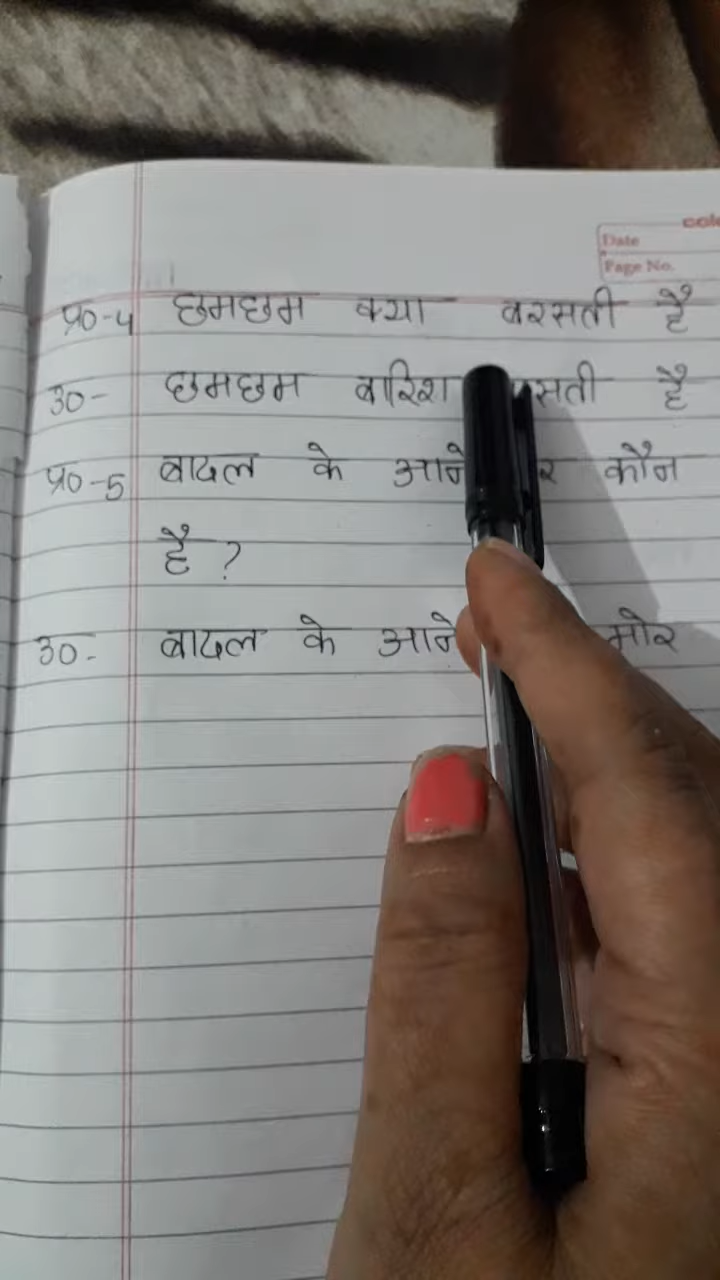 Date
Page No.
प्र०-4 छमछम क्या बरसती है
उ०- छमछम बारिश सती है
प्र०-5 बादल के आने र कौन
है ?
उ०- बादल के आने मोर